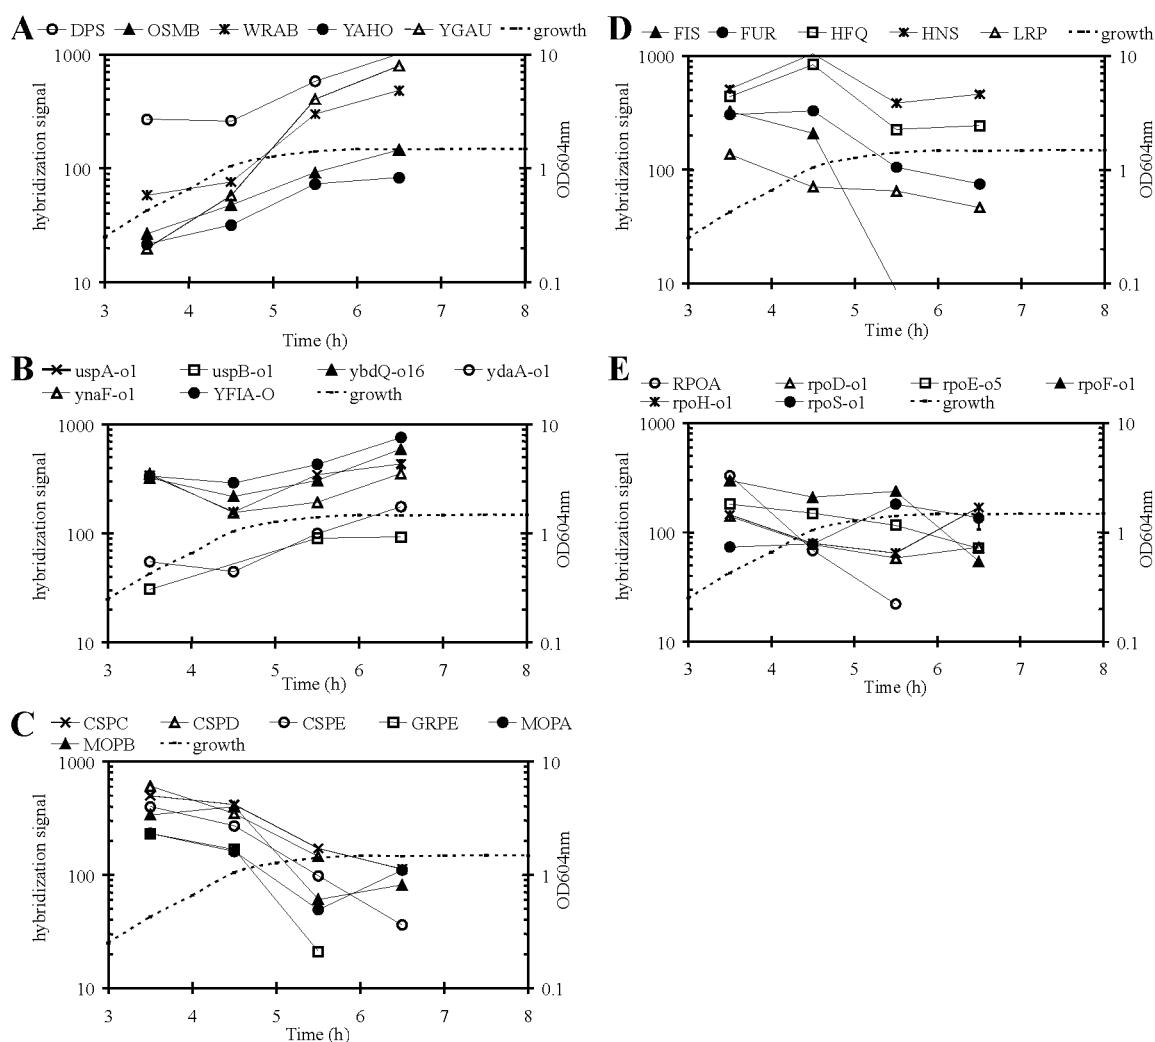 A DPS OSMB WRAB YAHO YGAU growth
1000
100
10
hybridization signal
10
1
0.1
OD604nm
3 4 5 6 7 8
Time (h)
B uspA-o1 uspB-o1 ybdQ-o16 ydaA-o1
ynaF-o1 YFIA-O growth
1000
100
10
hybridization signal
10
1
0.1
OD604nm
3 4 5 6 7 8
Time (h)
C CSPC CSPD CSPE GRPE MOPA
MOPB growth
1000
100
10
hybridization signal
10
1
0.1
OD604nm
3 4 5 6 7 8
Time (h)
D FIS FUR HFQ HNS LRP growth
1000
100
10
hybridization signal
10
1
0.1
OD604nm
3 4 5 6 7 8
Time (h)
E RPOA rpoD-o1 rpoE-o5 rpoF-o1
rpoH-o1 rpoS-o1 growth
1000
100
10
hybridization signal
10
1
0.1
OD604nm
3 4 5 6 7 8
Time (h)